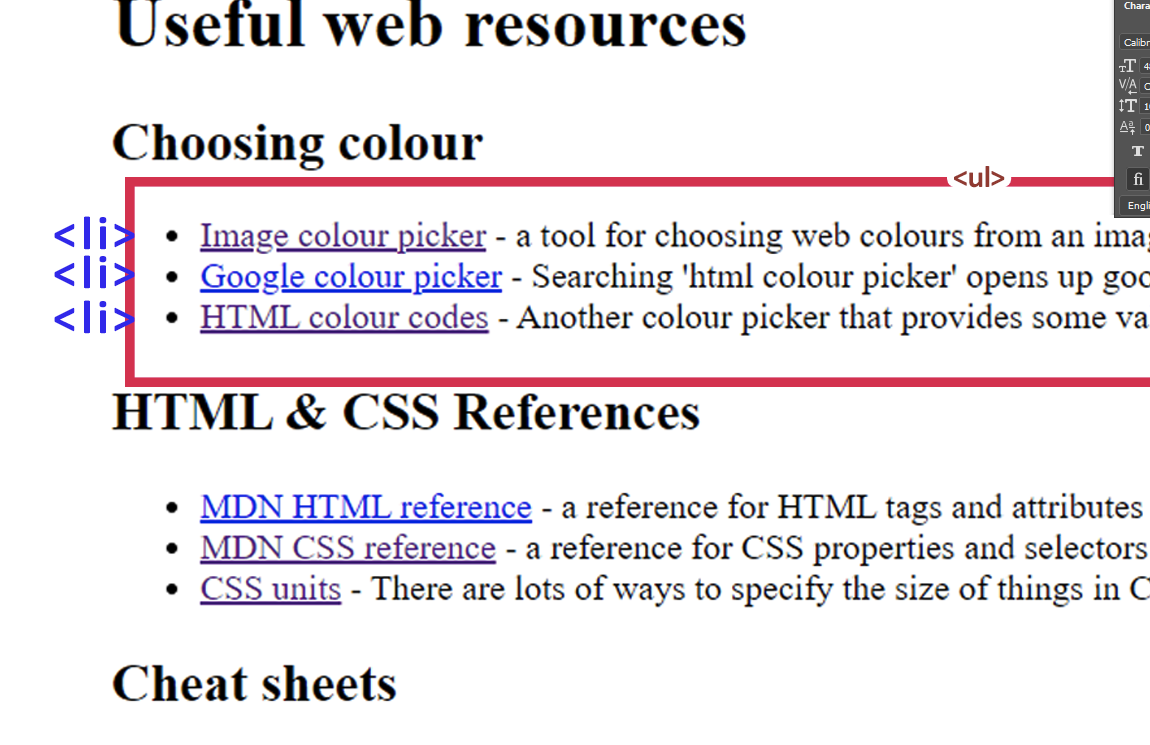 Useful web resources
Choosing colour
<ul>
<li> Image colour picker - a tool for choosing web colours from an
<li> Google colour picker - Searching 'html colour picker' opens up
<li> HTML colour codes - Another colour picker that provides some
HTML & CSS References
MDN HTML reference - a reference for HTML tags and attributes
MDN CSS reference - a reference for CSS properties and selectors
CSS units - There are lots of ways to specify the size of things in
Cheat sheets
fi